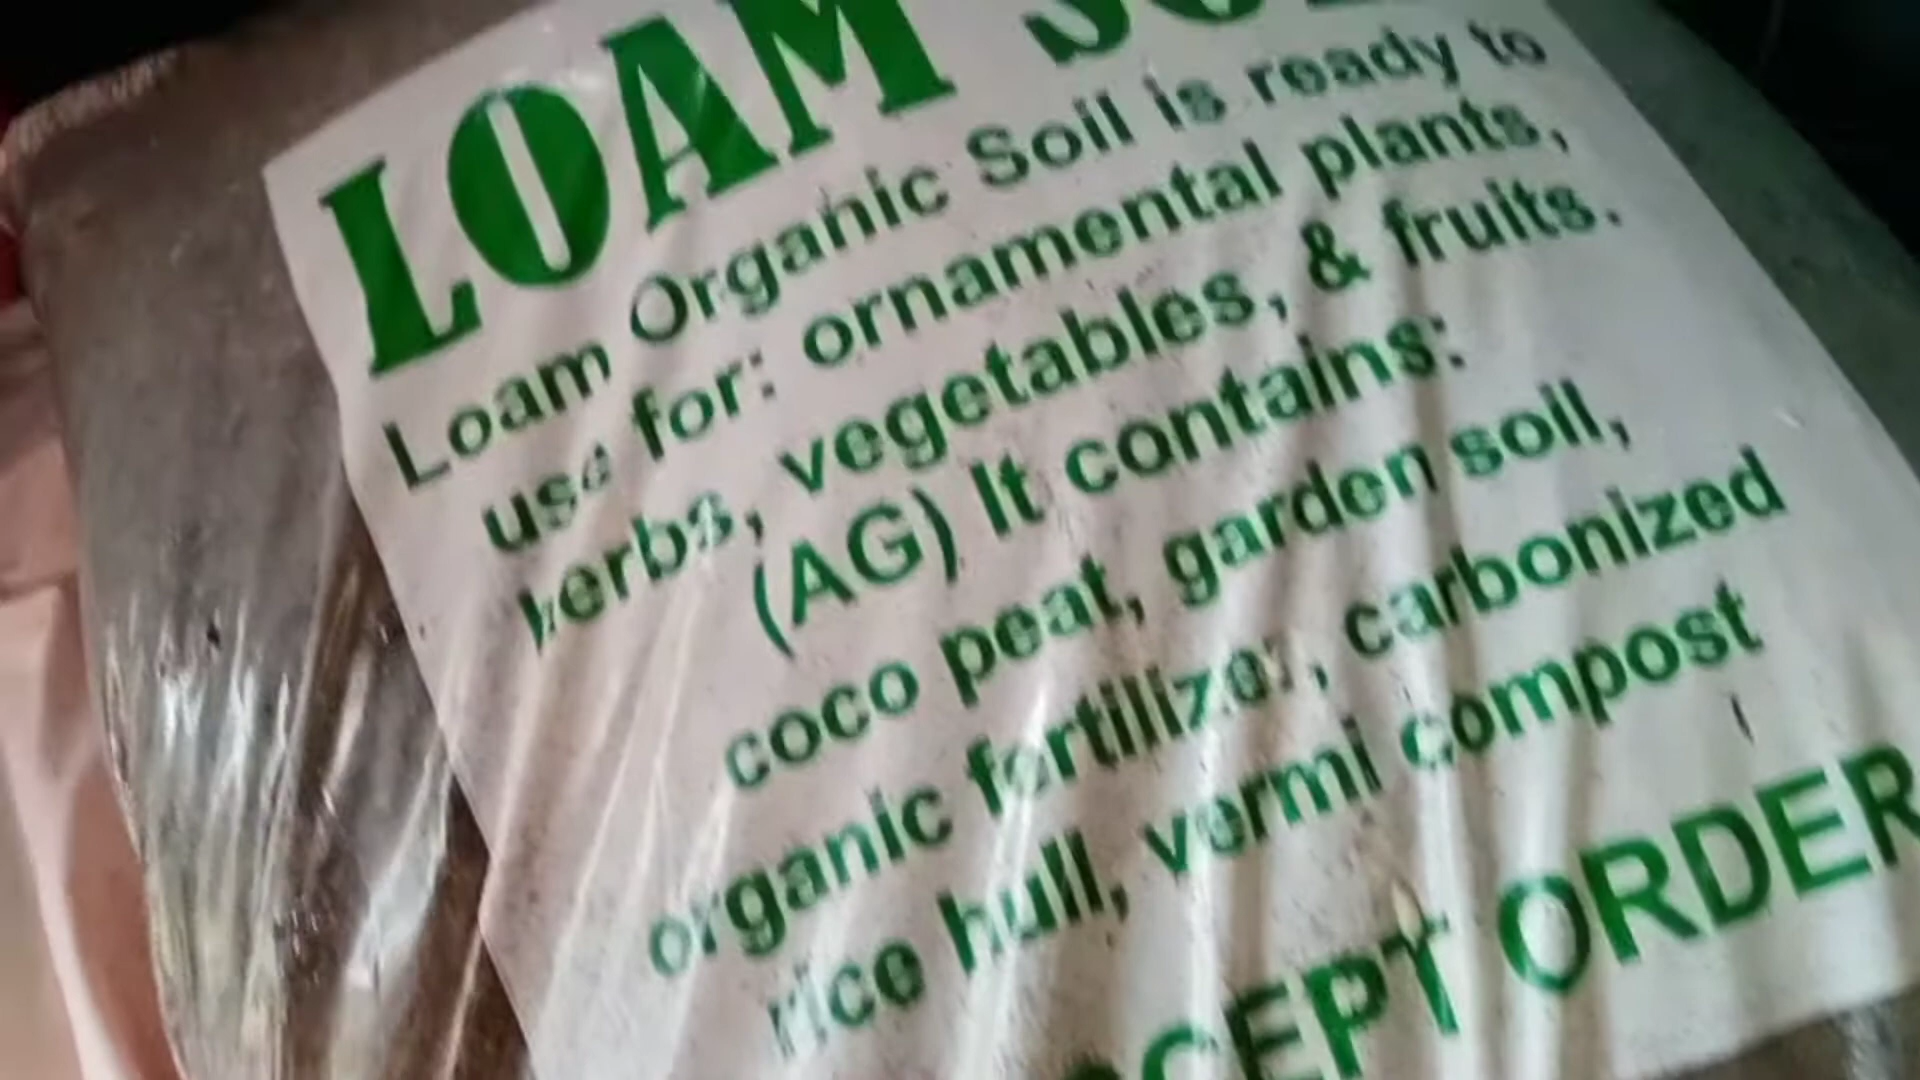 LOAM
Loam Organic Soil is ready to
use for: ornamental plants,
herbs, vegetables, & fruits.
(AG) It contains:
coco peat, garden soil,
organic fertilizer, carbonized
rice hull, vermi compost
ORDER